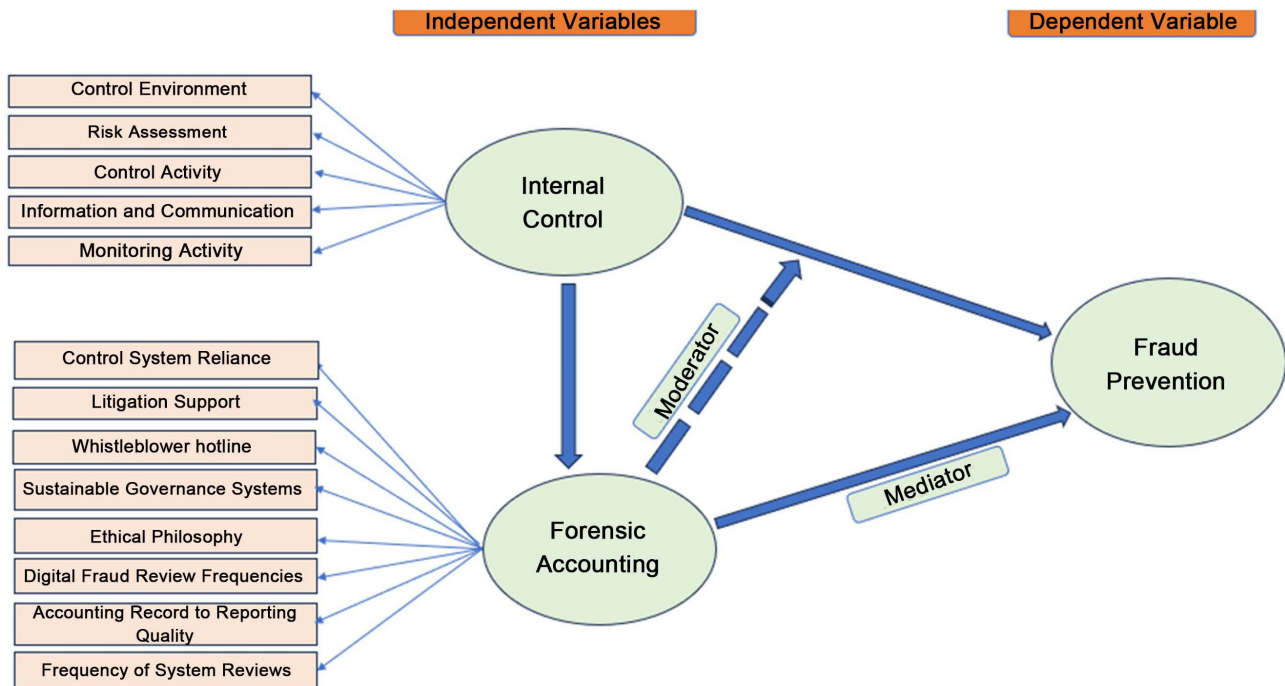 Independent Variables
Dependent Variable
Control Environment
Risk Assessment
Control Activity
Information and Communication
Monitoring Activity
Internal
Control
Control System Reliance
Litigation Support
Whistleblower hotline
Sustainable Governance Systems
Ethical Philosophy
Digital Fraud Review Frequencies
Accounting Record to Reporting
Quality
Frequency of System Reviews
Forensic
Accounting
Moderator
Mediator
Fraud
Prevention